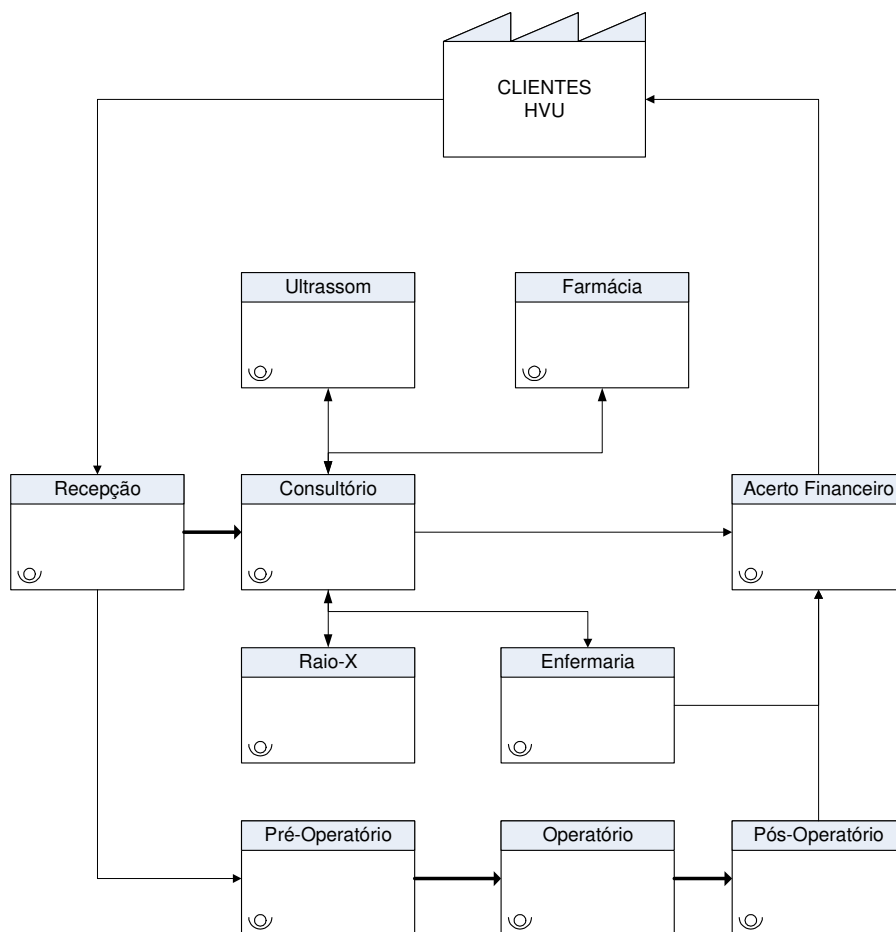 CLIENTES
HVU
Ultrassom
Farmácia
Recepção
Consultório
Acerto Financeiro
Raio-X
Enfermaria
Pré-Operatório
Operatório
Pós-Operatório